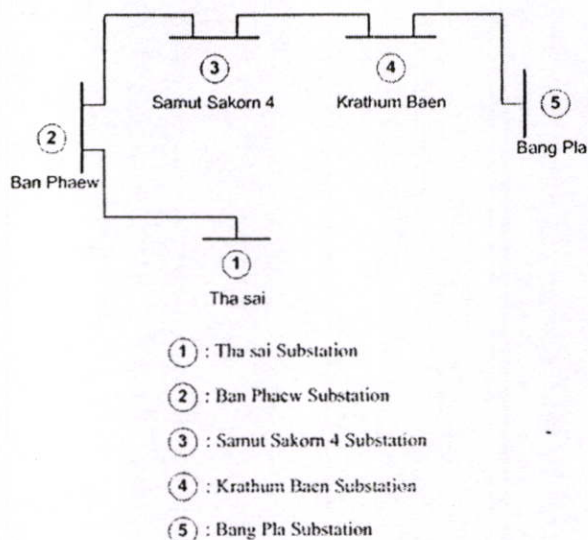 3
4
Samut Sakorn 4
Krathum Baen
5
Bang Pla
2
Ban Phaew
1
Tha sai
1 : Tha sai Substation
2 : Ban Phaew Substation
3 : Samut Sakorn 4 Substation
4 : Krathum Baen Substation
5 : Bang Pla Substation